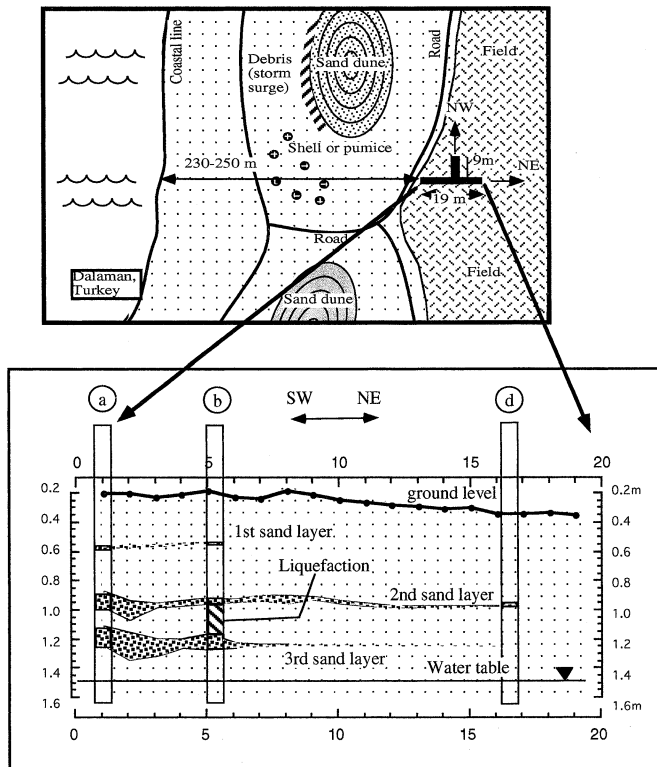 Coastal line
Debris
(storm
surge)
Sand dune
Road
Field
NW
Shell or pumice
230-250 m
9m
NE
19 m
Road
Field
Dalaman,
Turkey
Sand dune
a
b
SW
NE
d
0
5
10
15
20
0.2
ground level
0.2m
0.4
0.4
1st sand layer
0.6
0.6
Liquefaction
0.8
0.8
2nd sand layer
1.0
1.0
1.2
1.2
3rd sand layer
Water table
1.4
1.4
1.6
1.6m
0
5
10
15
20